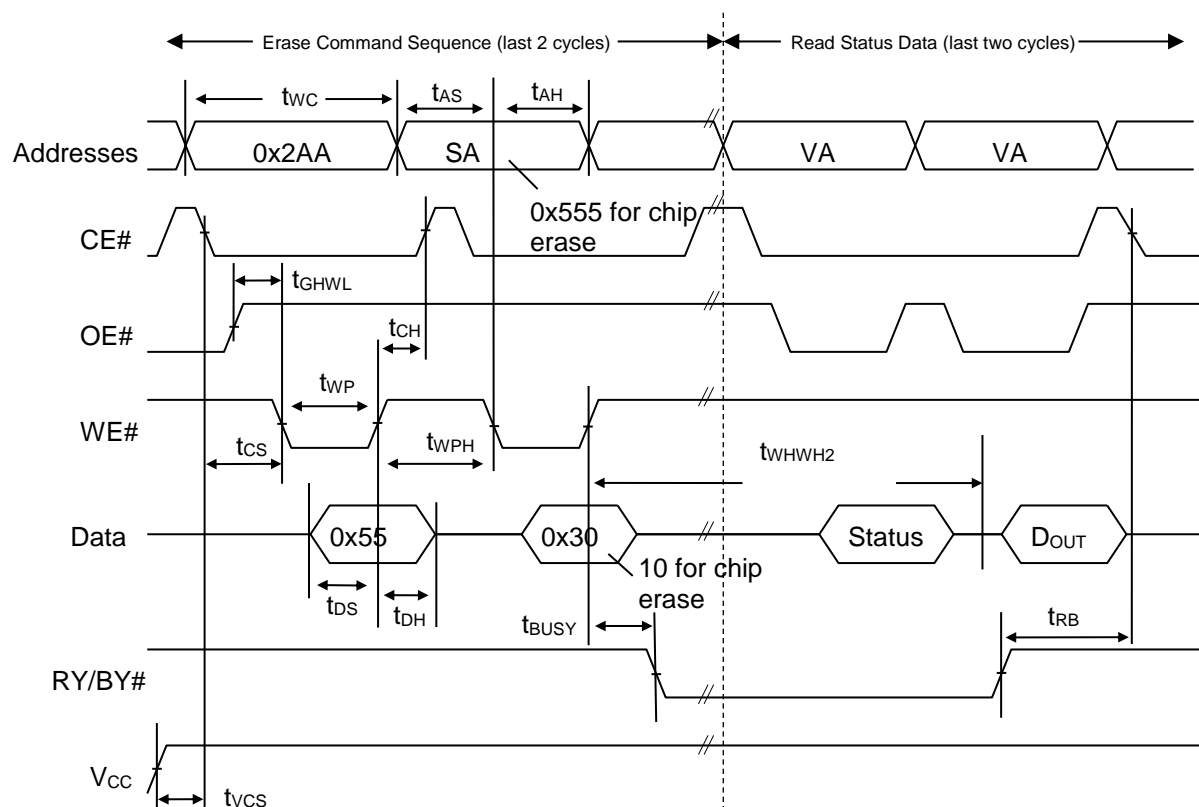 Erase Command Sequence (last 2 cycles)
Read Status Data (last two cycles)
tWC
tAS
tAH
Addresses
0x2AA
SA
VA
VA
0x555 for chip
erase
CE#
tGHWL
OE#
tCH
tWP
WE#
tCS
tWPH
tWHWH2
Data
0x55
0x30
Status
DOUT
10 for chip
erase
tDS
tDH
tBUSY
tRB
RY/BY#
VCC
tVCS